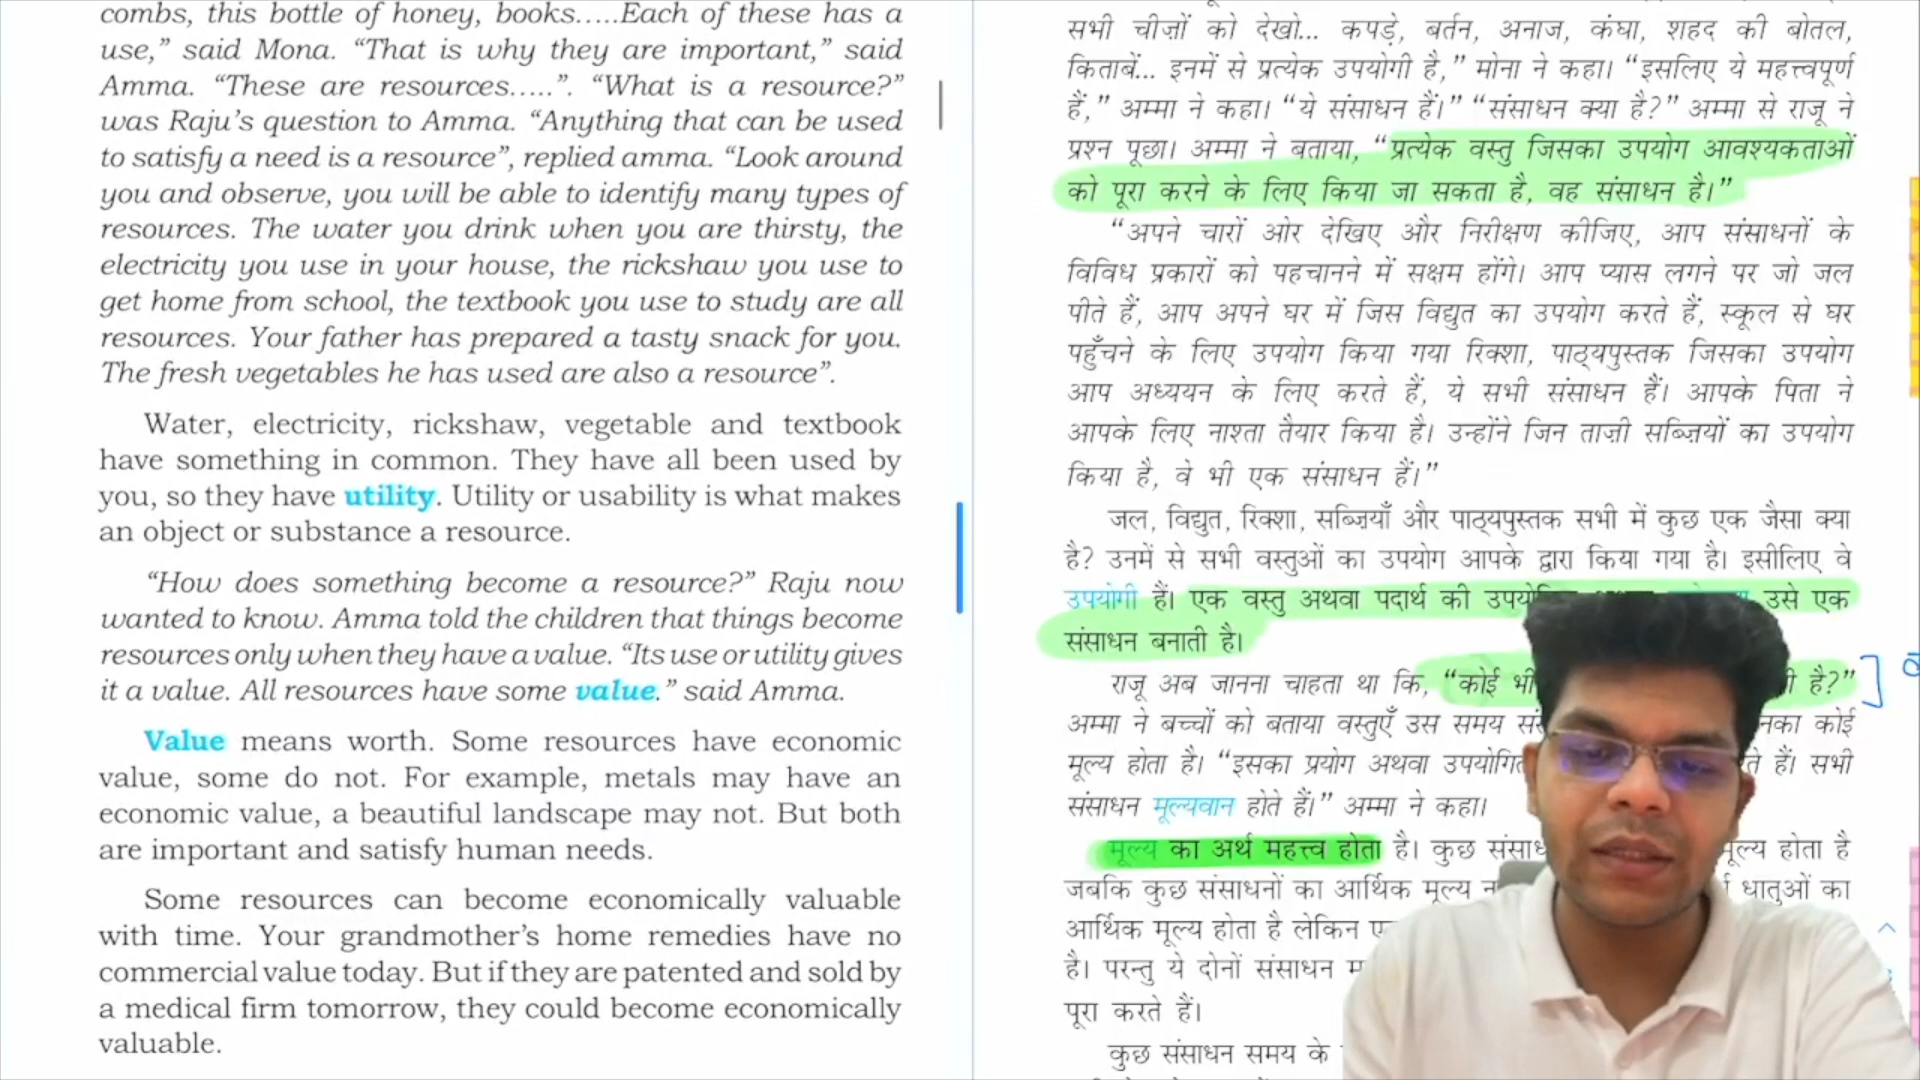 combs, this bottle of honey, books.....Each of these has a
use,” said Mona. “That is why they are important,” said
Amma. “These are resources.....”. “What is a resource?”
was Raju’s question to Amma. “Anything that can be used
to satisfy a need is a resource”, replied amma. “Look around
you and observe, you will be able to identify many types of
resources. The water you drink when you are thirsty, the
electricity you use in your house, the rickshaw you use to
get home from school, the textbook you use to study are all
resources. Your father has prepared a tasty snack for you.
The fresh vegetables he has used are also a resource”.
Water, electricity, rickshaw, vegetable and textbook
have something in common. They have all been used by
you, so they have utility. Utility or usability is what makes
an object or substance a resource.
“How does something become a resource?” Raju now
wanted to know. Amma told the children that things become
resources only when they have a value. “Its use or utility gives
it a value. All resources have some value.” said Amma.
Value means worth. Some resources have economic
value, some do not. For example, metals may have an
economic value, a beautiful landscape may not. But both
are important and satisfy human needs.
Some resources can become economically valuable
with time. Your grandmother’s home remedies have no
commercial value today. But if they are patented and sold by
a medical firm tomorrow, they could become economically
valuable.
सभी चीज़ों को देखो... कपड़े, बर्तन, अनाज, कंघा, शहद की बोतल,
किताबें... इनमें से प्रत्येक उपयोगी है,” मोना ने कहा। “इसलिए ये महत्त्वपूर्ण
हैं,” अम्मा ने कहा। “ये संसाधन हैं।” “संसाधन क्या है?” अम्मा से राजू ने
प्रश्न पूछा। अम्मा ने बताया, “प्रत्येक वस्तु जिसका उपयोग आवश्यकताओं
को पूरा करने के लिए किया जा सकता है, वह संसाधन है।”
“अपने चारों ओर देखिए और निरीक्षण कीजिए, आप संसाधनों के
विविध प्रकारों को पहचानने में सक्षम होंगे। आप प्यास लगने पर जो जल
पीते हैं, आप अपने घर में जिस विद्युत का उपयोग करते हैं, स्कूल से घर
पहुँचने के लिए उपयोग किया गया रिक्शा, पाठ्यपुस्तक जिसका उपयोग
आप अध्ययन के लिए करते हैं, ये सभी संसाधन हैं। आपके पिता ने
आपके लिए नाश्ता तैयार किया है। उन्होंने जिन ताज़ी सब्ज़ियों का उपयोग
किया है, वे भी एक संसाधन हैं।”
जल, विद्युत, रिक्शा, सब्ज़ियाँ और पाठ्यपुस्तक सभी में कुछ एक जैसा क्या
है? उनमें से सभी वस्तुओं का उपयोग आपके द्वारा किया गया है। इसीलिए वे
उपयोगी हैं। एक वस्तु अथवा पदार्थ की उसे एक
संसाधन बनाती है।
राजू अब जानना चाहता था कि, “कोई भी है?”
अम्मा ने बच्चों को बताया वस्तुएँ उस समय कोई
मूल्य होता है। “इसका प्रयोग अथवा हैं। सभी
संसाधन मूल्यवान होते हैं।” अम्मा ने कहा।
मूल्य का अर्थ महत्त्व होता है। कुछ मूल्य होता है
जबकि कुछ संसाधनों का आर्थिक मूल्य धातुओं का
आर्थिक मूल्य होता है लेकिन
है। परन्तु ये दोनों संसाधन
पूरा करते हैं।
कुछ संसाधन समय के